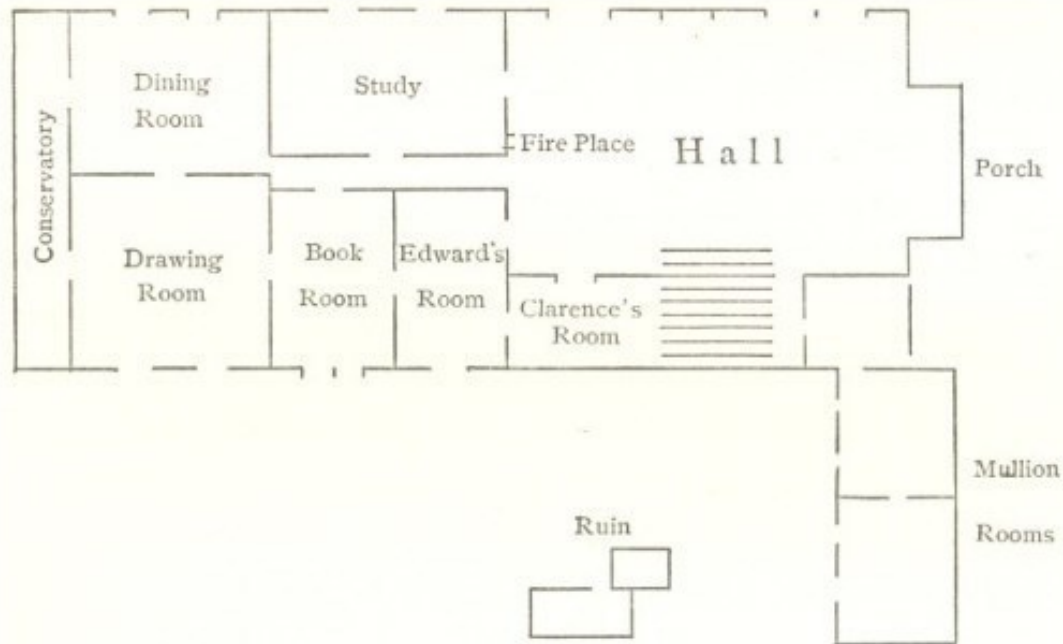 Dining
Room
Study
Conservatory
Fire Place
Hall
Porch
Drawing
Room
Book
Room
Edward's
Room
Clarence's
Room
Mullion
Rooms
Ruin